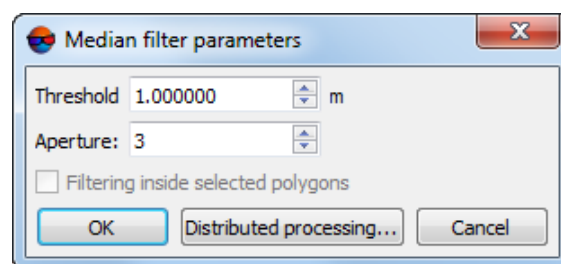 Median filter parameters
Threshold 1.000000 m
Aperture: 3
Filtering inside selected polygons
OK Distributed processing... Cancel